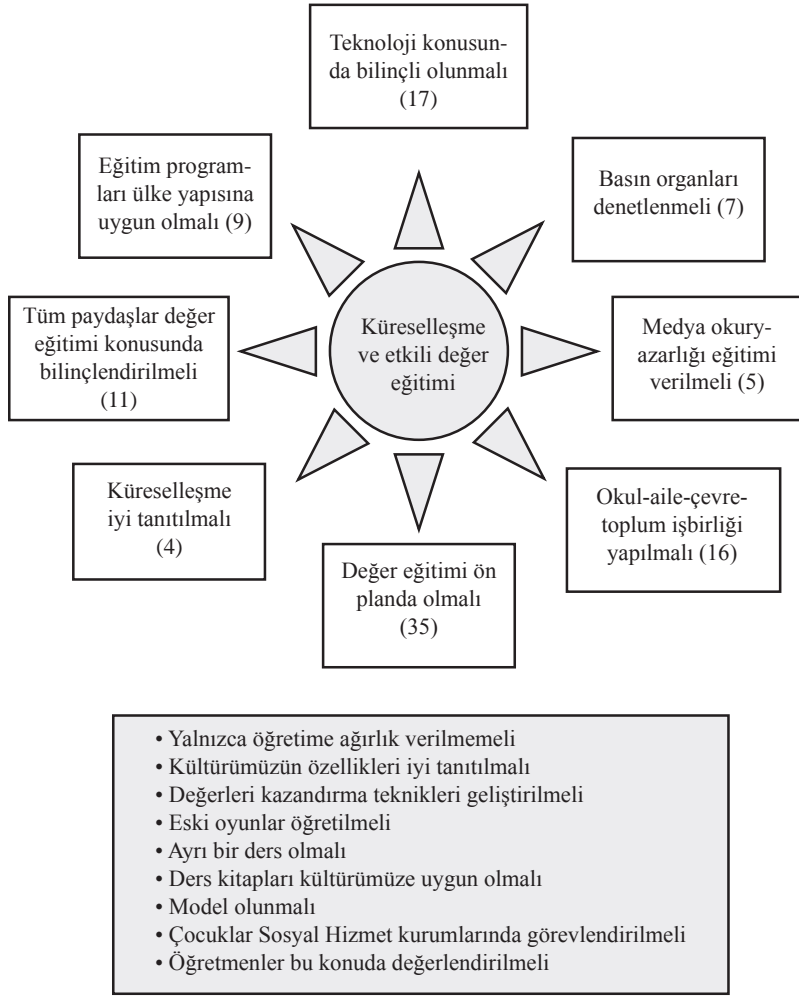 Teknoloji konusun-
da bilinçli olunmalı
(17)
Eğitim program-
ları ülke yapısına
uygun olmalı (9)
Basın organları
denetlenmeli (7)
Tüm paydaşlar değer
eğitimi konusunda
bilinçlendirilmeli
(11)
Küreselleşme
ve etkili değer
eğitimi
Medya okury-
azarlığı eğitimi
verilmeli (5)
Küreselleşme
iyi tanıtılmalı
(4)
Değer eğitimi ön
planda olmalı
(35)
Okul-aile-çevre-
toplum işbirliği
yapılmalı (16)
• Yalnızca öğretime ağırlık verilmemeli
• Kültürümüzün özellikleri iyi tanıtılmalı
• Değerleri kazandırma teknikleri geliştirilmeli
• Eski oyunlar öğretilmeli
• Ayrı bir ders olmalı
• Ders kitapları kültürümüze uygun olmalı
• Model olunmalı
• Çocuklar Sosyal Hizmet kurumlarında görevlendirilmeli
• Öğretmenler bu konuda değerlendirilmeli